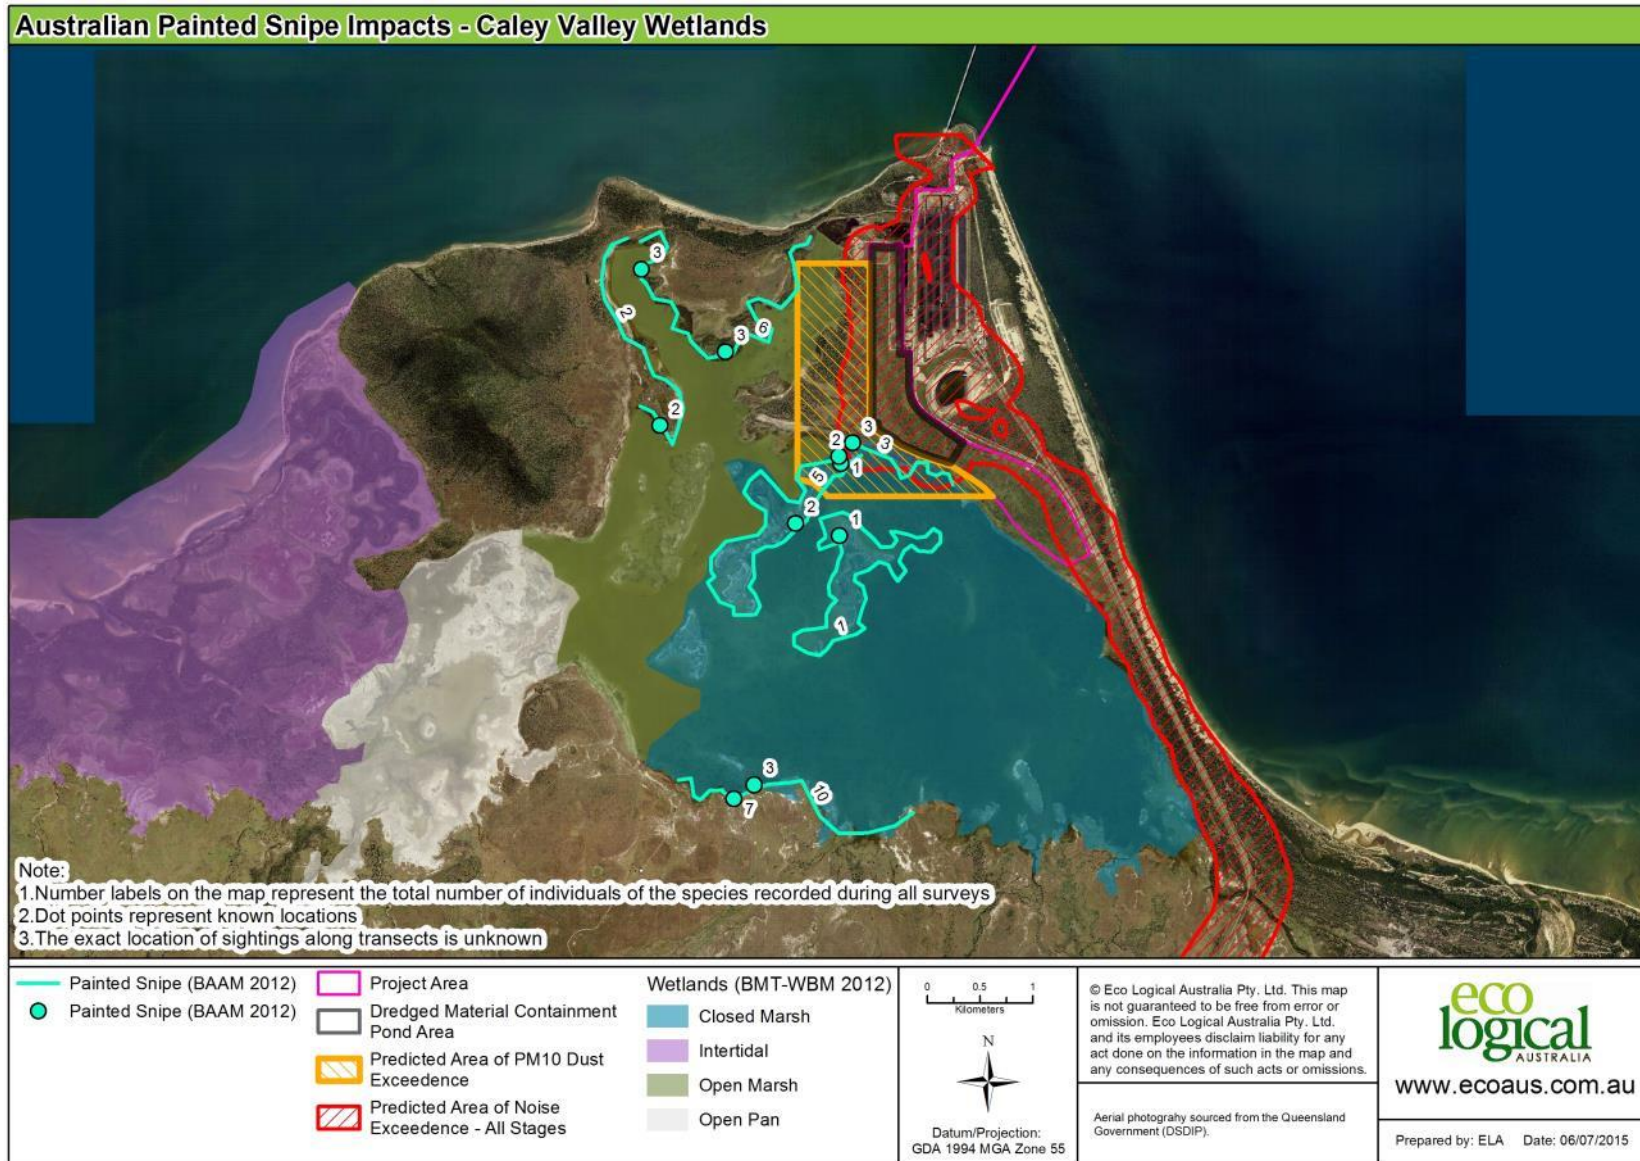 Australian Painted Snipe Impacts - Caley Valley Wetlands
3
2
3
6
2
2
3
3
5
1
2
1
1
3
10
7
Note:
1.Number labels on the map represent the total number of individuals of the species recorded during all surveys
2.Dot points represent known locations
3.The exact location of sightings along transects is unknown
Painted Snipe (BAAM 2012)
Painted Snipe (BAAM 2012)
Project Area
Dredged Material Containment
Pond Area
Predicted Area of PM10 Dust
Exceedence
Predicted Area of Noise
Exceedence - All Stages
Wetlands (BMT-WBM 2012)
Closed Marsh
Intertidal
Open Marsh
Open Pan
0 0.5 1
Kilometers
N
Datum/Projection:
GDA 1994 MGA Zone 55
© Eco Logical Australia Pty. Ltd. This map
is not guaranteed to be free from error or
omission. Eco Logical Australia Pty. Ltd.
and its employees disclaim liability for any
act done on the information in the map and
any consequences of such acts or omissions.
Aerial photograhy sourced from the Queensland
Government (DSDIP).
eco
logical
AUSTRALIA
www.ecoaus.com.au
Prepared by: ELA Date: 06/07/2015